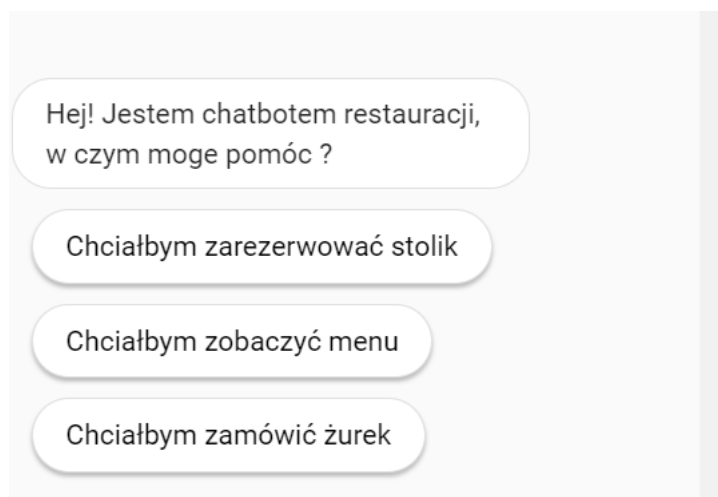 Hej! Jestem chatbotem restauracji,
w czym moge pomóc ?
Chciałbym zarezerwować stolik
Chciałbym zobaczyć menu
Chciałbym zamówić żurek